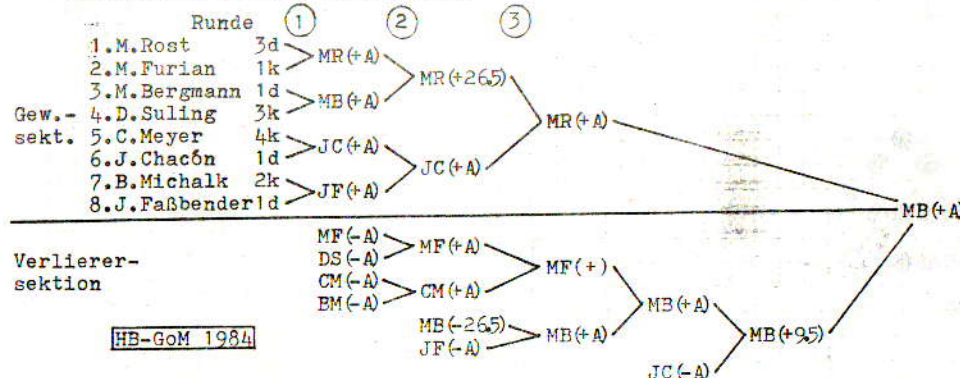 Runde ① ② ③
1.M.Rost 3d
MR(+A)
2.M.Furian 1k
MR(+26.5)
3.M.Bergmann 1d
MB(+A)
Gew.- 4.D.Suling 3k
MR(+A)
sekt. 5.C.Meyer 4k
JC(+A)
6.J.Chacón 1d
JC(+A)
7.B.Michalk 2k
JF(+A)
8.J.Faßbender 1d
MB(+A)
MF(-A)
MF(+A)
DS(-A)
Verlierer-
MF(+)
sektion
CM(-A)
CM(+A)
BM(-A)
MB(+A)
MB(-26.5)
MB(+A)
MB(+9.5)
HB-GoM 1984
JF(-A)
JC(-A)